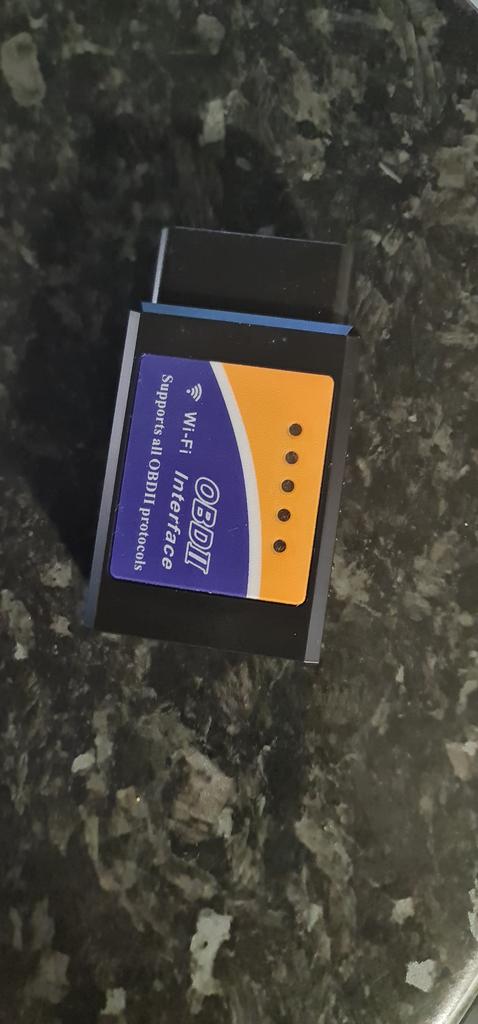 OBDII
Wi-Fi Interface
Supports all OBDII protocols